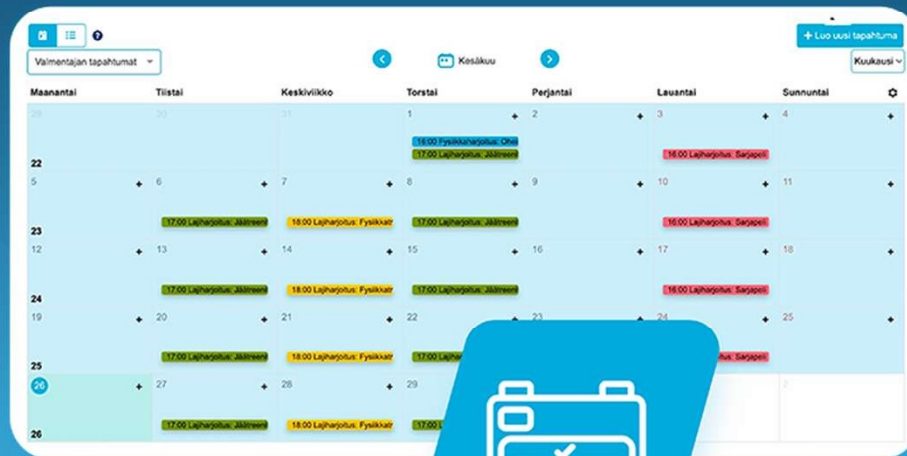 + Luo uusi tapahtuma
Valmentajan tapahtumat
Kesäkuu
Kuukausi
Maanantai Tiistai Keskiviikko Torstai Perjantai Lauantai Sunnuntai
29 30 31 1 2 3 4
16:00 Fysiikkaharjoitus: Ohei
17:00 Lajiharjoitus: Jäätreeni 16:00 Lajiharjoitus: Sarjapeli
22
5 6 7 8 9 10 11
17:00 Lajiharjoitus: Jäätreeni 18:00 Lajiharjoitus: Fysiikkatr 17:00 Lajiharjoitus: Jäätreeni 16:00 Lajiharjoitus: Sarjapeli
23
12 13 14 15 16 17 18
17:00 Lajiharjoitus: Jäätreeni 18:00 Lajiharjoitus: Fysiikkatr 17:00 Lajiharjoitus: Jäätreeni 16:00 Lajiharjoitus: Sarjapeli
24
19 20 21 22 23 24 25
17:00 Lajiharjoitus: Jäätreeni 18:00 Lajiharjoitus: Fysiikkatr 17:00 Lajihar itus: Sarjapeli
25
26 27 28 29 2
17:00 Lajiharjoitus: Jäätreeni 18:00 Lajiharjoitus: Fysiikkatr 17:00 L
26